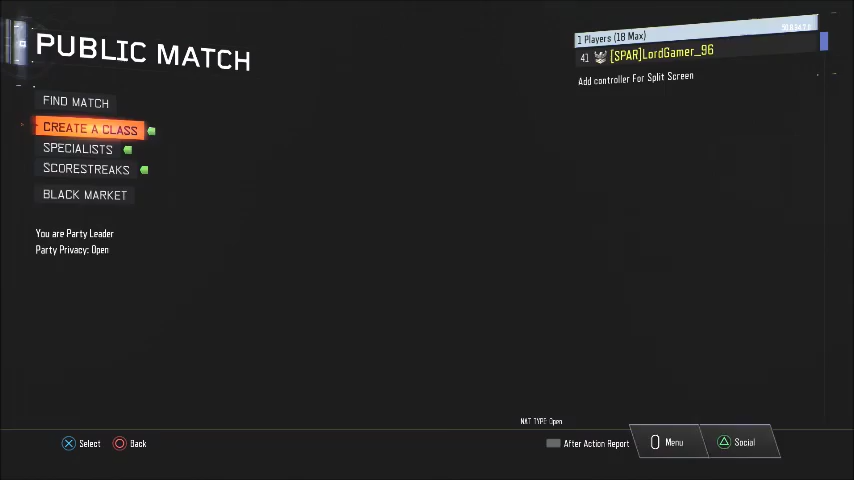 PUBLIC MATCH
1 Players (18 Max)
41 [SPAR]LordGamer_96
Add controller For Split Screen
FIND MATCH
CREATE A CLASS
SPECIALISTS
SCORESTREAKS
BLACK MARKET
You are Party Leader
Party Privacy: Open
NAT TYPE Open
Select
Back
After Action Report
Menu
Social